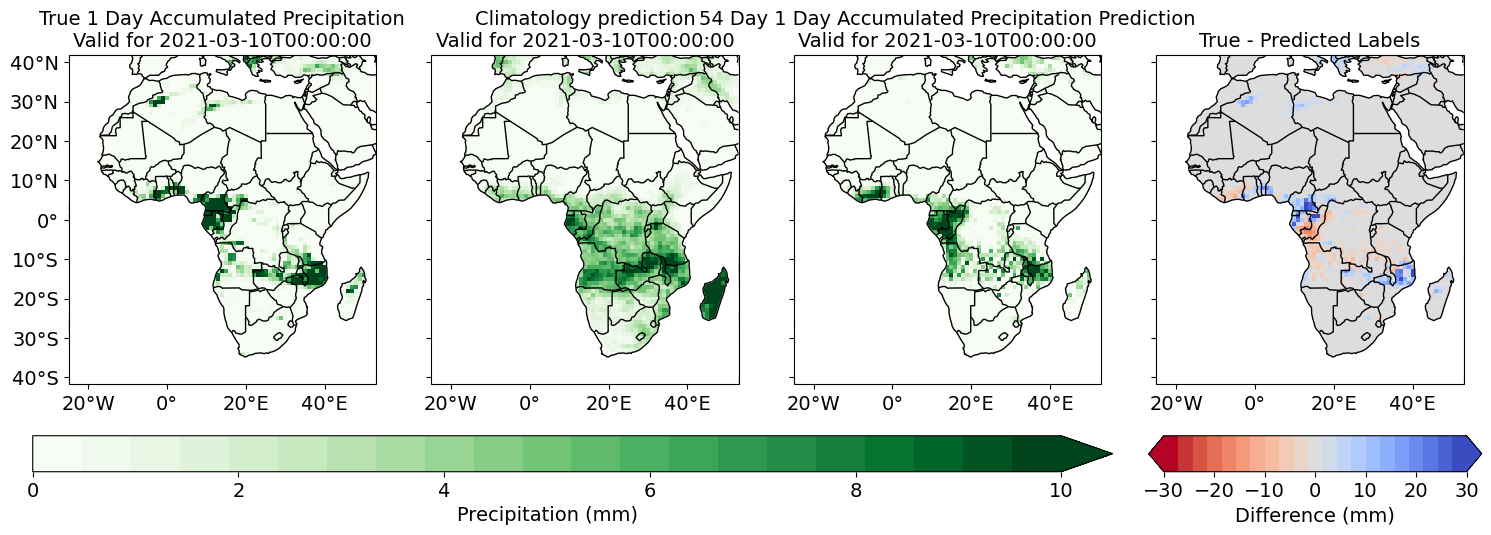 True 1 Day Accumulated Precipitation
Valid for 2021-03-10T00:00:00
Climatology prediction
Valid for 2021-03-10T00:00:00
54 Day 1 Day Accumulated Precipitation Prediction
Valid for 2021-03-10T00:00:00
True - Predicted Labels
40°N
30°N
20°N
10°N
0°
10°S
20°S
30°S
40°S
20°W 0° 20°E 40°E
20°W 0° 20°E 40°E
20°W 0° 20°E 40°E
20°W 0° 20°E 40°E
0 2 4 6 8 10
Precipitation (mm)
−30 −20 −10 0 10 20 30
Difference (mm)